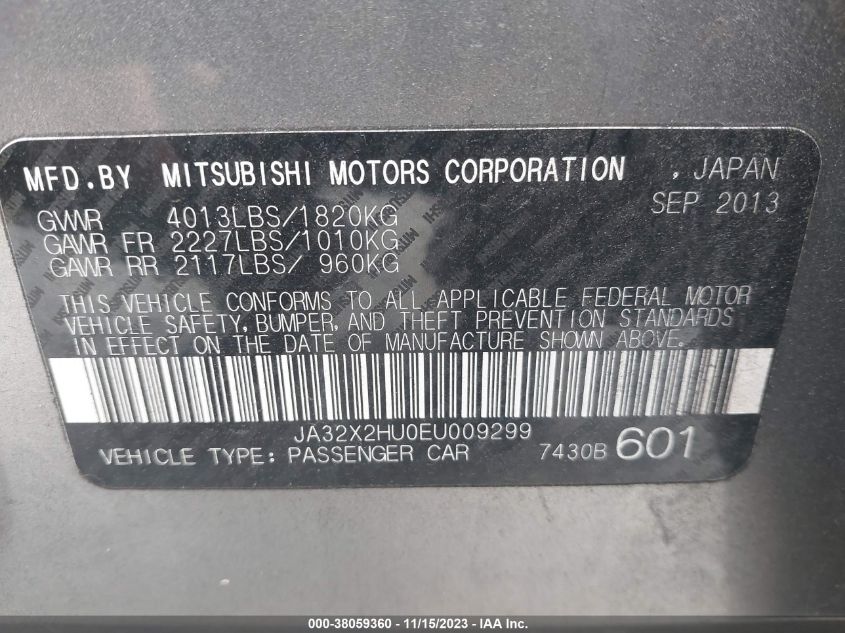 MFD.BY MITSUBISHI MOTORS CORPORATION , JAPAN
SEP 2013
GVWR 4013LBS/1820KG
GAWR FR 2227LBS/1010KG
GAWR RR 2117LBS/ 960KG
THIS VEHICLE CONFORMS TO ALL APPLICABLE FEDERAL MOTOR
VEHICLE SAFETY, BUMPER, AND THEFT PREVENTION STANDARDS
IN EFFECT ON THE DATE OF MANUFACTURE SHOWN ABOVE.
JA32X2HU0EU009299
VEHICLE TYPE: PASSENGER CAR 7430B 601
000-38059360 - 11/15/2023 - IAA Inc.